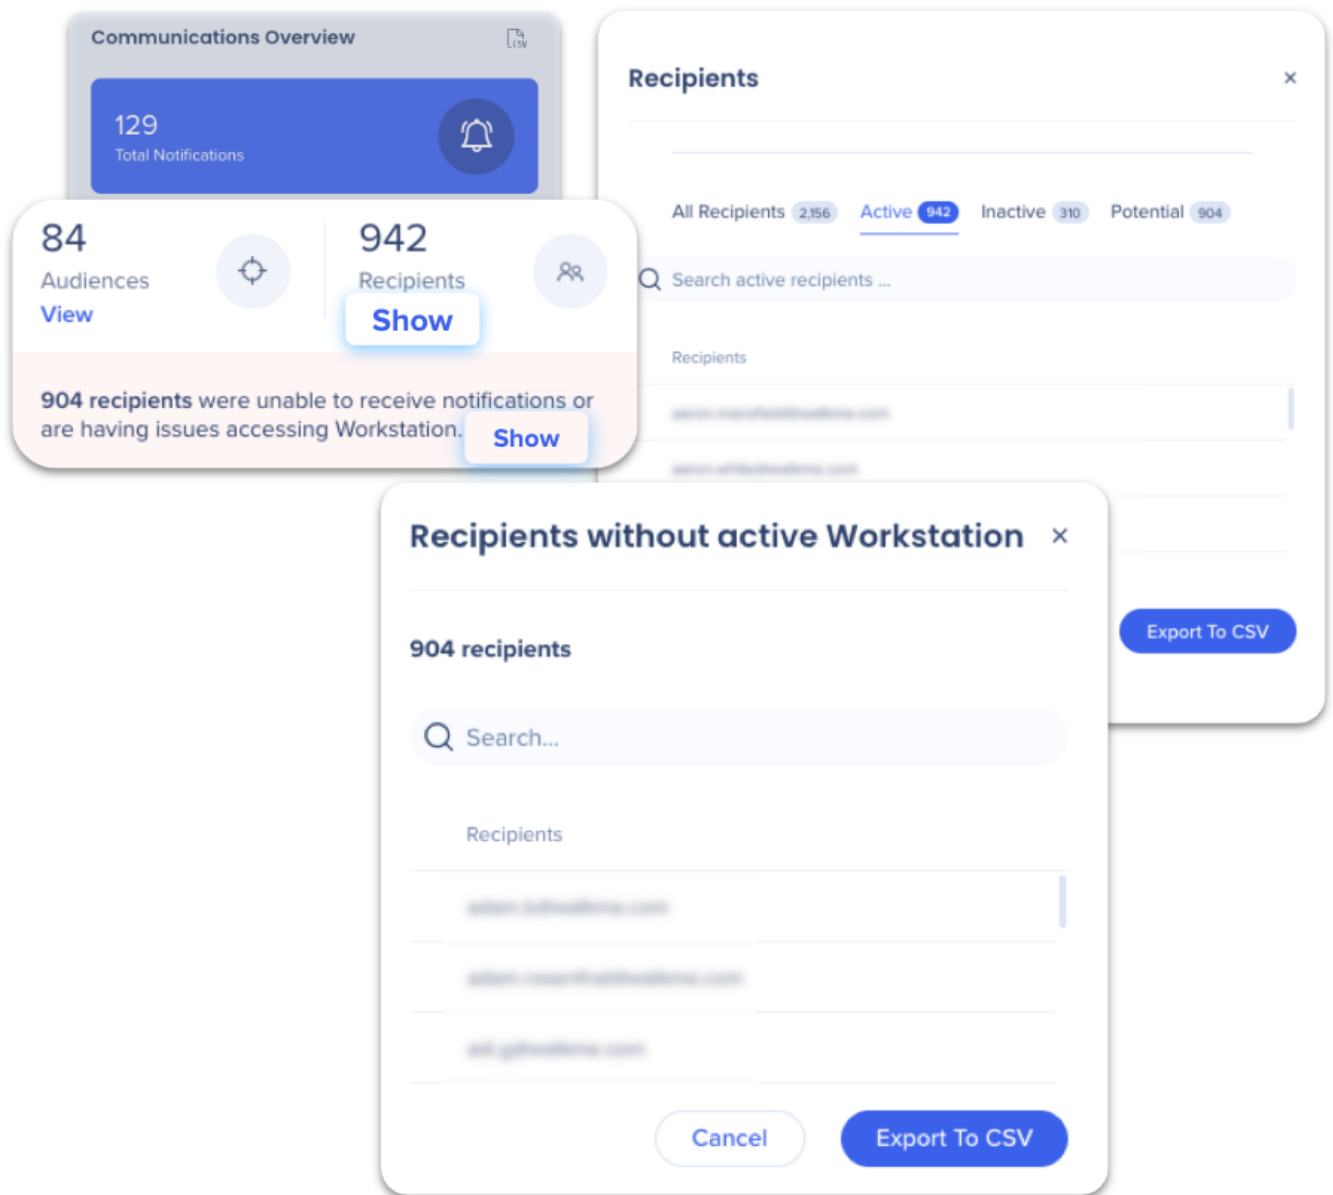 Communications Overview
CSV
129
Total Notifications
84
Audiences
View
942
Recipients
Show
904 recipients were unable to receive notifications or
are having issues accessing Workstation.
Show
Recipients
All Recipients 2,156 Active 942 Inactive 310 Potential 904
Search active recipients ...
Recipients
Export To CSV
Recipients without active Workstation
904 recipients
Search...
Recipients
Cancel
Export To CSV